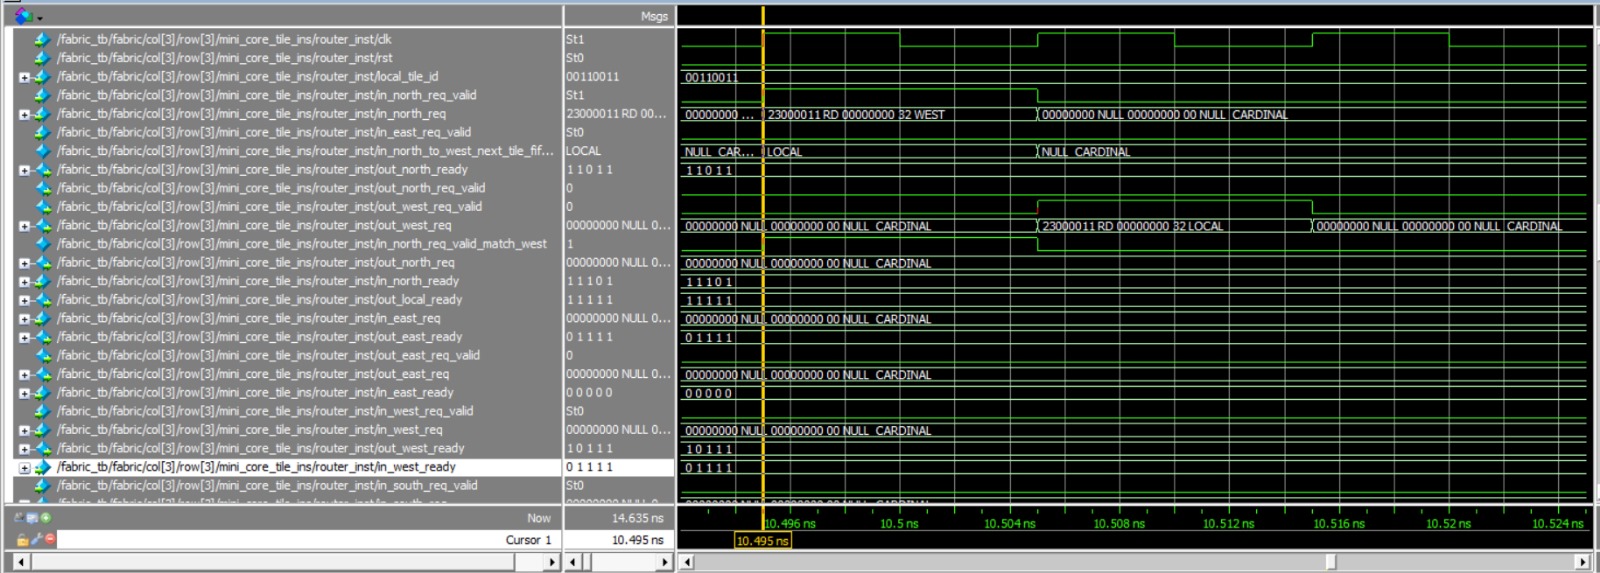 Msgs
/fabric_tb/fabric/col[3]/row[3]/mini_core_tile_ins/router_inst/clk St1
/fabric_tb/fabric/col[3]/row[3]/mini_core_tile_ins/router_inst/rst St0
/fabric_tb/fabric/col[3]/row[3]/mini_core_tile_ins/router_inst/local_tile_id 00110011 00110011
/fabric_tb/fabric/col[3]/row[3]/mini_core_tile_ins/router_inst/in_north_req_valid St1
/fabric_tb/fabric/col[3]/row[3]/mini_core_tile_ins/router_inst/in_north_req 23000011 RD 00... 00000000 ... 23000011 RD 00000000 32 WEST 00000000 NULL 00000000 00 NULL_CARDINAL
/fabric_tb/fabric/col[3]/row[3]/mini_core_tile_ins/router_inst/in_east_req_valid St0
/fabric_tb/fabric/col[3]/row[3]/mini_core_tile_ins/router_inst/in_north_to_west_next_tile_fif... LOCAL NULL_CAR... LOCAL NULL_CARDINAL
/fabric_tb/fabric/col[3]/row[3]/mini_core_tile_ins/router_inst/out_north_ready 1 1 0 1 1 1 1 0 1 1
/fabric_tb/fabric/col[3]/row[3]/mini_core_tile_ins/router_inst/out_north_req_valid 0
/fabric_tb/fabric/col[3]/row[3]/mini_core_tile_ins/router_inst/out_west_req_valid 0
/fabric_tb/fabric/col[3]/row[3]/mini_core_tile_ins/router_inst/out_west_req 00000000 NULL 0... 00000000 NULL 00000000 00 NULL_CARDINAL 23000011 RD 00000000 32 LOCAL 00000000 NULL 00000000 00 NULL_CARDINAL
/fabric_tb/fabric/col[3]/row[3]/mini_core_tile_ins/router_inst/in_north_req_valid_match_west 1
/fabric_tb/fabric/col[3]/row[3]/mini_core_tile_ins/router_inst/out_north_req 00000000 NULL 0... 00000000 NULL 00000000 00 NULL_CARDINAL
/fabric_tb/fabric/col[3]/row[3]/mini_core_tile_ins/router_inst/in_north_ready 1 1 1 0 1 1 1 1 0 1
/fabric_tb/fabric/col[3]/row[3]/mini_core_tile_ins/router_inst/out_local_ready 1 1 1 1 1 1 1 1 1 1
/fabric_tb/fabric/col[3]/row[3]/mini_core_tile_ins/router_inst/in_east_req 00000000 NULL 0... 00000000 NULL 00000000 00 NULL_CARDINAL
/fabric_tb/fabric/col[3]/row[3]/mini_core_tile_ins/router_inst/out_east_ready 0 1 1 1 1 0 1 1 1 1
/fabric_tb/fabric/col[3]/row[3]/mini_core_tile_ins/router_inst/out_east_req_valid 0
/fabric_tb/fabric/col[3]/row[3]/mini_core_tile_ins/router_inst/out_east_req 00000000 NULL 0... 00000000 NULL 00000000 00 NULL_CARDINAL
/fabric_tb/fabric/col[3]/row[3]/mini_core_tile_ins/router_inst/in_east_ready 0 0 0 0 0 0 0 0 0 0
/fabric_tb/fabric/col[3]/row[3]/mini_core_tile_ins/router_inst/in_west_req_valid St0
/fabric_tb/fabric/col[3]/row[3]/mini_core_tile_ins/router_inst/in_west_req 00000000 NULL 0... 00000000 NULL 00000000 00 NULL_CARDINAL
/fabric_tb/fabric/col[3]/row[3]/mini_core_tile_ins/router_inst/out_west_ready 1 0 1 1 1 1 0 1 1 1
/fabric_tb/fabric/col[3]/row[3]/mini_core_tile_ins/router_inst/in_west_ready 0 1 1 1 1 0 1 1 1 1
/fabric_tb/fabric/col[3]/row[3]/mini_core_tile_ins/router_inst/in_south_req_valid St0
Now 14.635 ns 10.496 ns 10.5 ns 10.504 ns 10.508 ns 10.512 ns 10.516 ns 10.52 ns 10.524 ns
Cursor 1 10.495 ns 10.495 ns